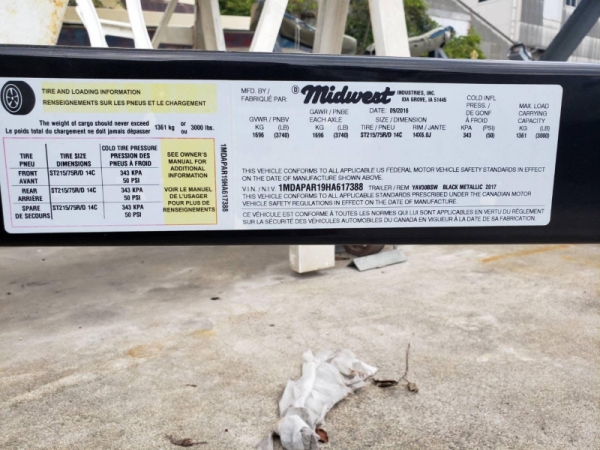 TIRE AND LOADING INFORMATION
RENSEIGNEMENTS SUR LES PNEUS ET LE CHARGEMENT
The weight of cargo should never exceed
Le poids total du chargement ne doit jamais dépasser
1361 kg or ou 3000 lbs.
TIRE PNEU
TIRE SIZE DIMENSIONS
COLD TIRE PRESSURE PRESSION DES PNEUS À FROID
FRONT AVANT
ST215/75R/D 14C
343 KPA
50 PSI
REAR ARRIÈRE
ST215/75R/D 14C
343 KPA
50 PSI
SPARE DE SECOURS
ST215/75R/D 14C
343 KPA
50 PSI
SEE OWNER'S
MANUAL FOR
ADDITIONAL
INFORMATION
VOIR LE MANUEL
DE L'USAGER
POUR PLUS DE
RENSEIGNEMENTS
1MDAPAR19HA617388
MFD. BY /
FABRIQUÉ PAR:
Midwest INDUSTRIES, INC.
IDA GROVE, IA 51445
DATE: 09/2016
GVWR / PNBV
KG (LB)
1696 (3740)
GAWR / PNBE
EACH AXLE
KG (LB)
1696 (3740)
SIZE / DIMENSION
TIRE / PNEU RIM / JANTE
ST215/75R/D 14C 1405.0J
COLD INFL
PRESS. /
DE GONF
À FROID
KPA (PSI)
343 (50)
MAX. LOAD
CARRYING
CAPACITY
KG (LB)
1361 (3000)
THIS VEHICLE CONFORMS TO ALL APPLICABLE US FEDERAL MOTOR VEHICLE SAFETY STANDARDS IN EFFECT
ON THE DATE OF MANUFACTURE SHOWN ABOVE.
V.I.N / N.I.V 1MDAPAR19HA617388 TRAILER / REM BLACK METALLIC 2017
THIS VEHICLE CONFORMS TO ALL APPLICABLE STANDARDS PRESCRIBED UNDER THE CANADIAN MOTOR
VEHICLE SAFETY REGULATIONS IN EFFECT ON THE DATE OF MANUFACTURE.
CE VÉHICULE EST CONFORME À TOUTES LES NORMES QUI LUI SONT APPLICABLES EN VERTU DU RÈGLEMENT
SUR LA SÉCURITÉ DES VÉHICULES AUTOMOBILES DU CANADA EN VIGUEUR À LA DATE DE SA FABRICATION.